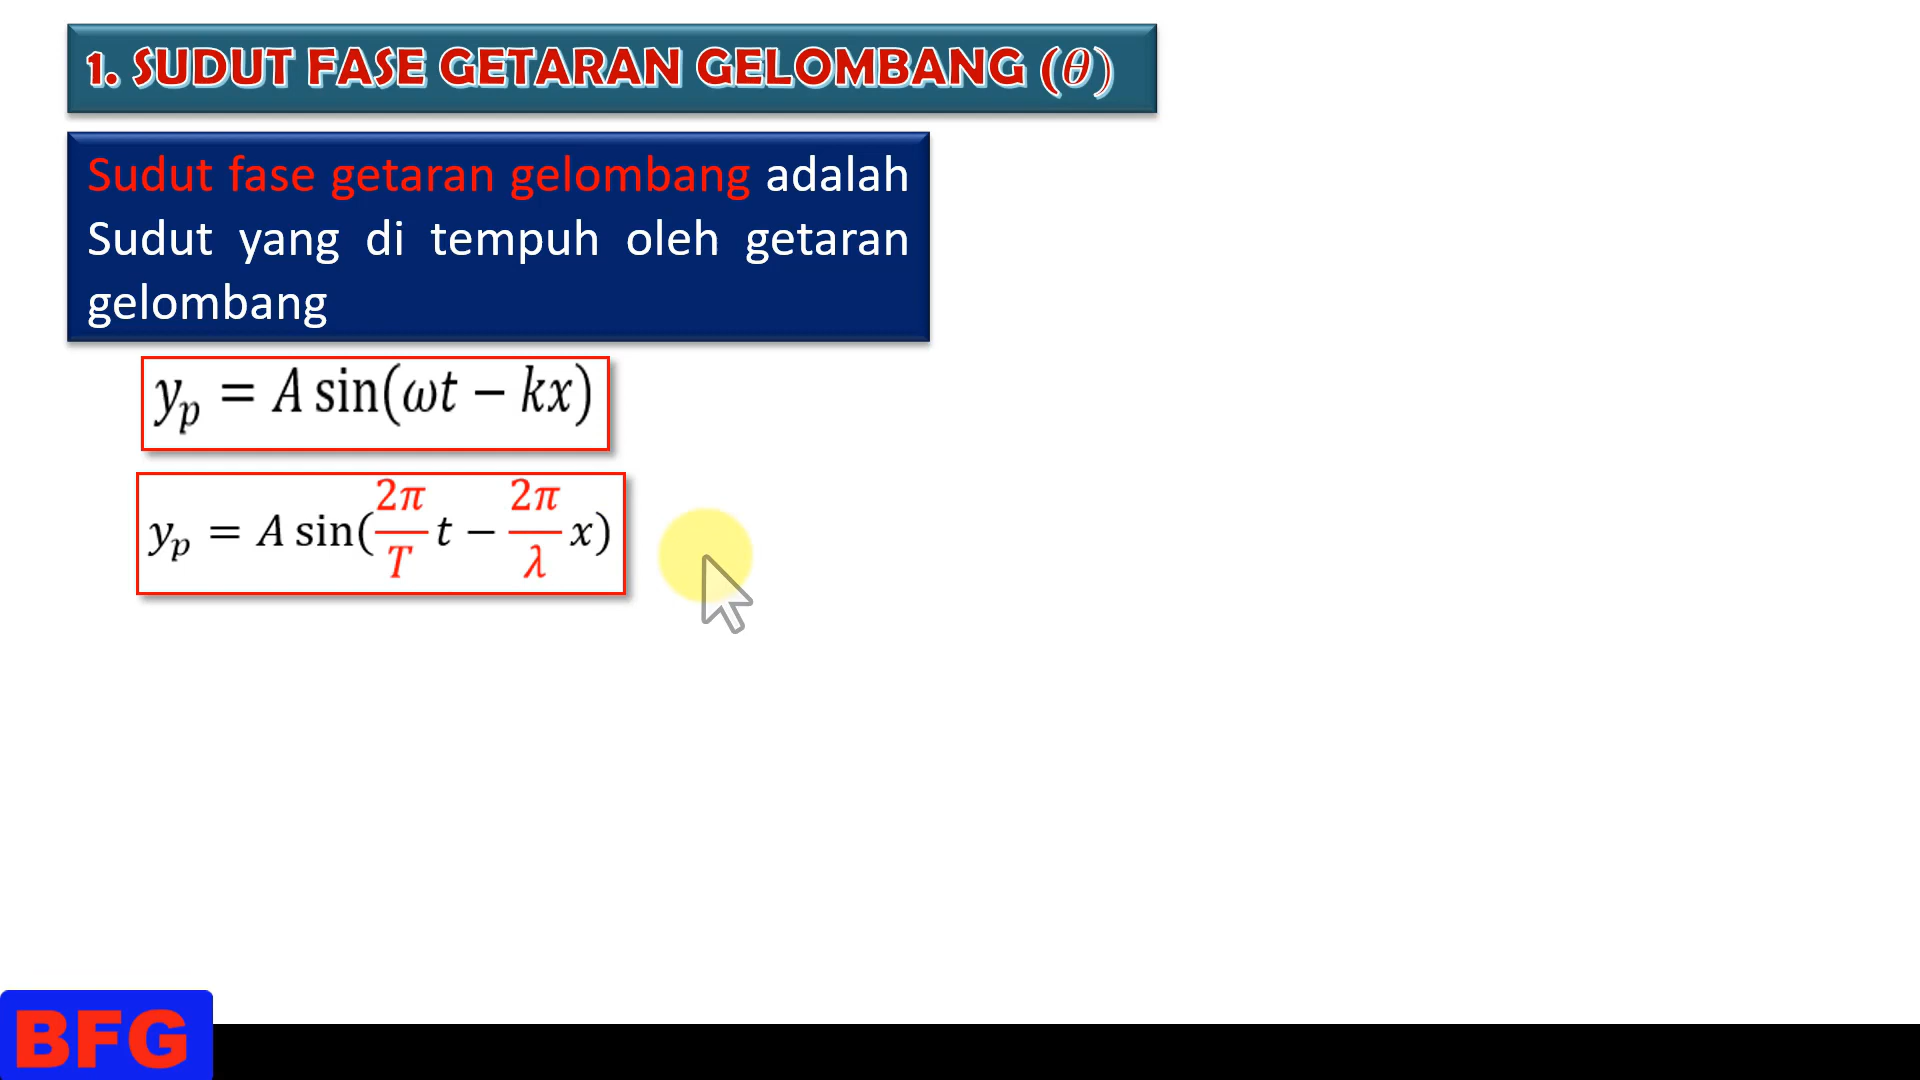 1. SUDUT FASE GETARAN GELOMBANG (θ)
Sudut fase getaran gelombang adalah
Sudut yang di tempuh oleh getaran
gelombang
y_p = A sin(ωt − kx)
y_p = A sin(2π/T t − 2π/λ x)
BFG